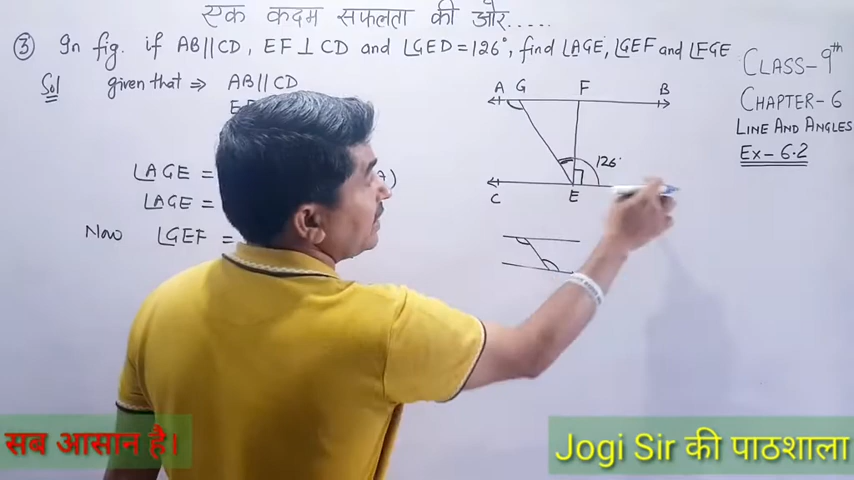 एक कदम सफलता की ओर.....
③ In fig. if AB||CD, EF⊥CD and ∠GED=126°, find ∠AGE, ∠GEF and ∠FGE
CLASS-9th
CHAPTER-6
LINE AND ANGLES
Ex-6.2
Sol given that ⇒ AB||CD
∠AGE =
∠AGE =
Now ∠GEF =
A G F B
126°
C E
सब आसान है।
Jogi Sir की पाठशाला